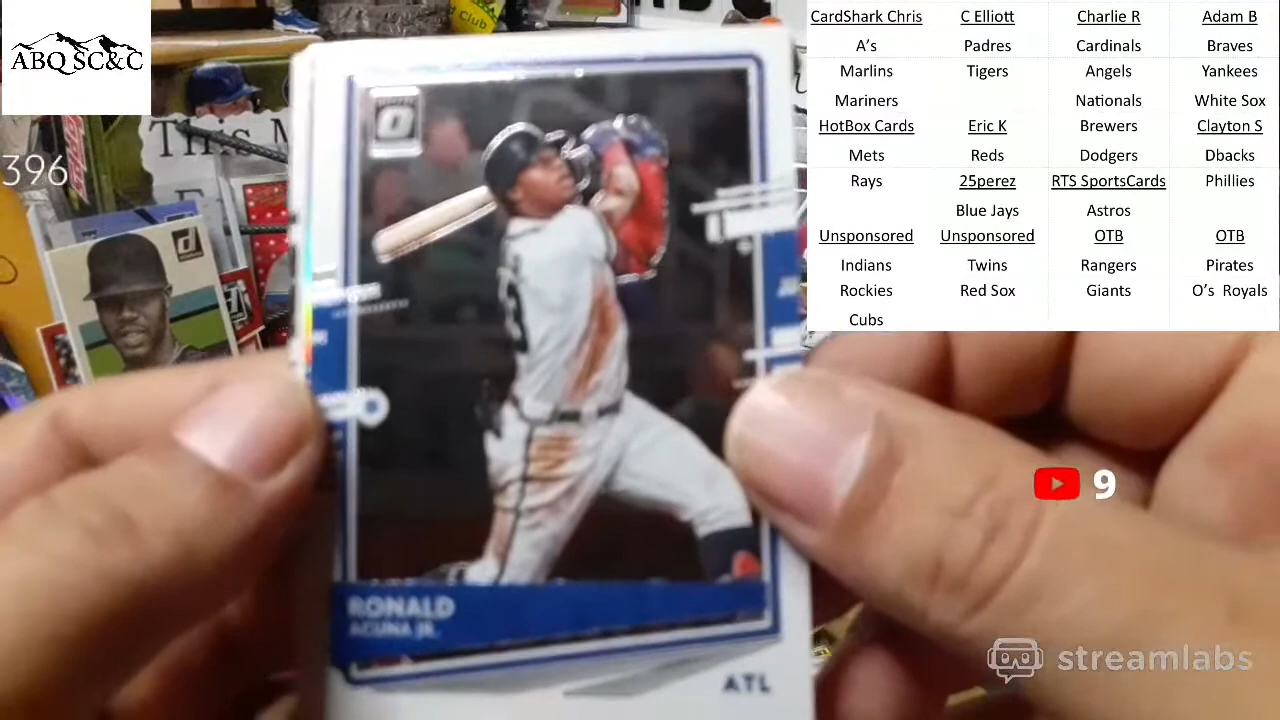 ABQ SC&C
396
This M
Club
O
RONALD
ACUNA JR.
ATL
CardShark Chris C Elliott Charlie R Adam B
A's Padres Cardinals Braves
Marlins Tigers Angels Yankees
Mariners Nationals White Sox
HotBox Cards Eric K Brewers Clayton S
Mets Reds Dodgers Dbacks
Rays 25perez RTS SportsCards Phillies
Blue Jays Astros
Unsponsored Unsponsored OTB OTB
Indians Twins Rangers Pirates
Rockies Red Sox Giants O's Royals
Cubs
9
streamlabs